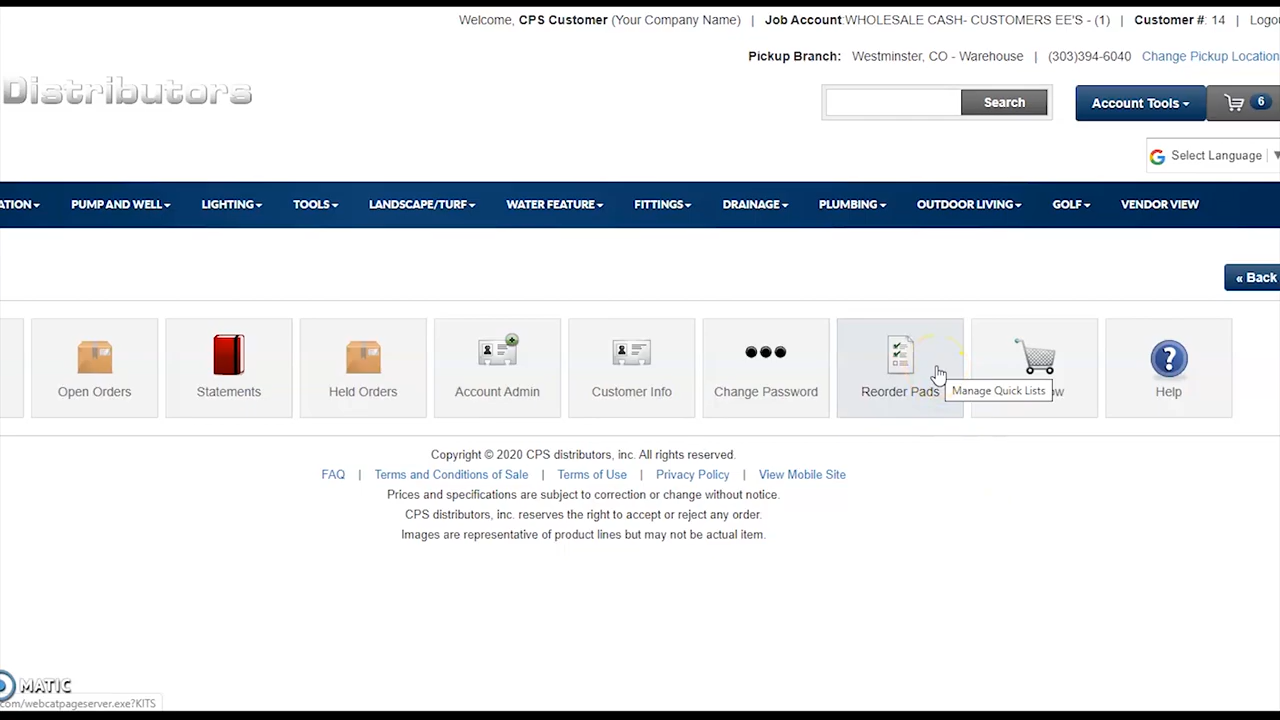 Welcome, CPS Customer (Your Company Name) | Job Account:WHOLESALE CASH- CUSTOMERS EE'S - (1) | Customer #: 14 | Logo
Pickup Branch: Westminster, CO - Warehouse | (303)394-6040 Change Pickup Location
Distributors
Search
Account Tools
6
Select Language
ATION PUMP AND WELL LIGHTING TOOLS LANDSCAPE/TURF WATER FEATURE FITTINGS DRAINAGE PLUMBING OUTDOOR LIVING GOLF VENDOR VIEW
« Back
Open Orders Statements Held Orders Account Admin Customer Info Change Password Reorder Pads Help
Manage Quick Lists
Copyright © 2020 CPS distributors, inc. All rights reserved.
FAQ | Terms and Conditions of Sale | Terms of Use | Privacy Policy | View Mobile Site
Prices and specifications are subject to correction or change without notice.
CPS distributors, inc. reserves the right to accept or reject any order.
Images are representative of product lines but may not be actual item.
MATIC
com/webcatpageserver.exe?KITS